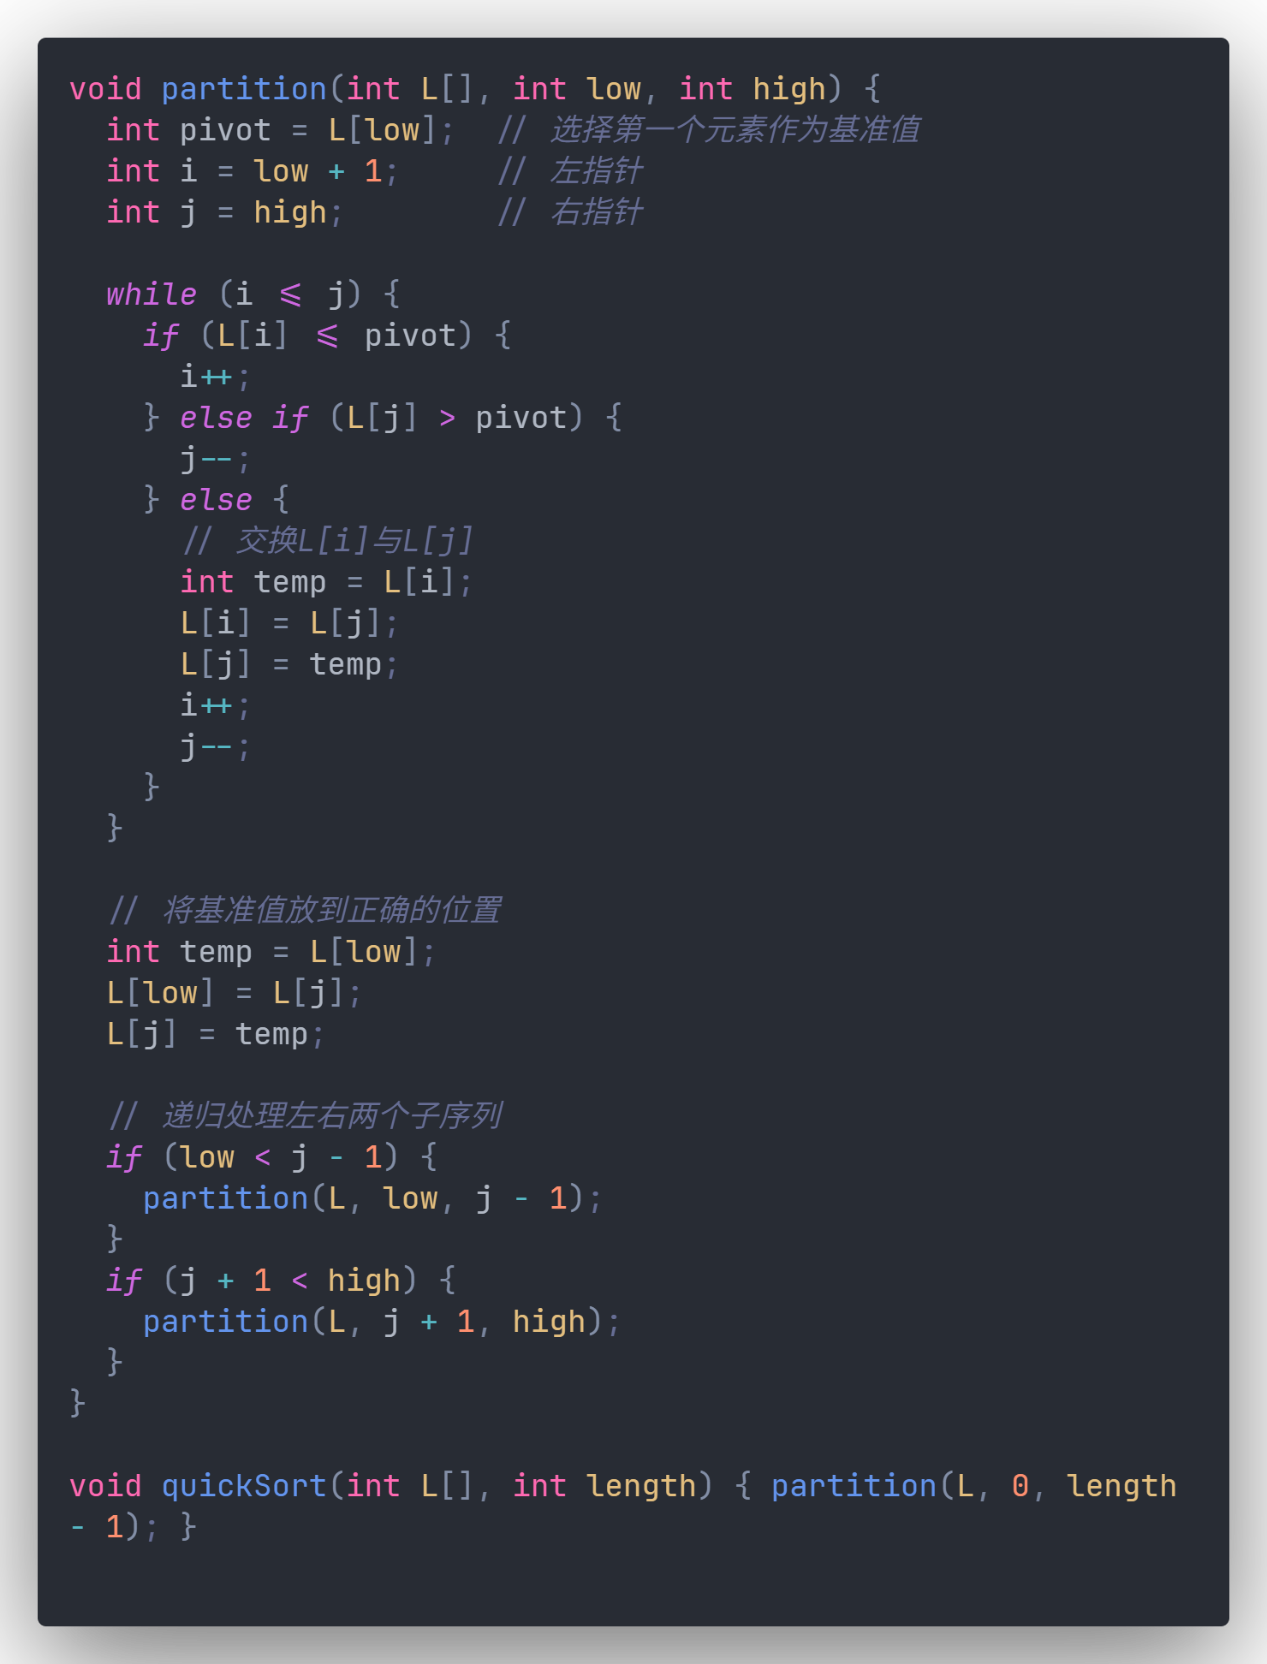 void partition(int L[], int low, int high) {
  int pivot = L[low];  // 选择第一个元素作为基准值
  int i = low + 1;     // 左指针
  int j = high;        // 右指针

  while (i <= j) {
    if (L[i] <= pivot) {
      i++;
    } else if (L[j] > pivot) {
      j--;
    } else {
      // 交换L[i]与L[j]
      int temp = L[i];
      L[i] = L[j];
      L[j] = temp;
      i++;
      j--;
    }
  }

  // 将基准值放到正确的位置
  int temp = L[low];
  L[low] = L[j];
  L[j] = temp;

  // 递归处理左右两个子序列
  if (low < j - 1) {
    partition(L, low, j - 1);
  }
  if (j + 1 < high) {
    partition(L, j + 1, high);
  }
}

void quickSort(int L[], int length) { partition(L, 0, length
- 1); }